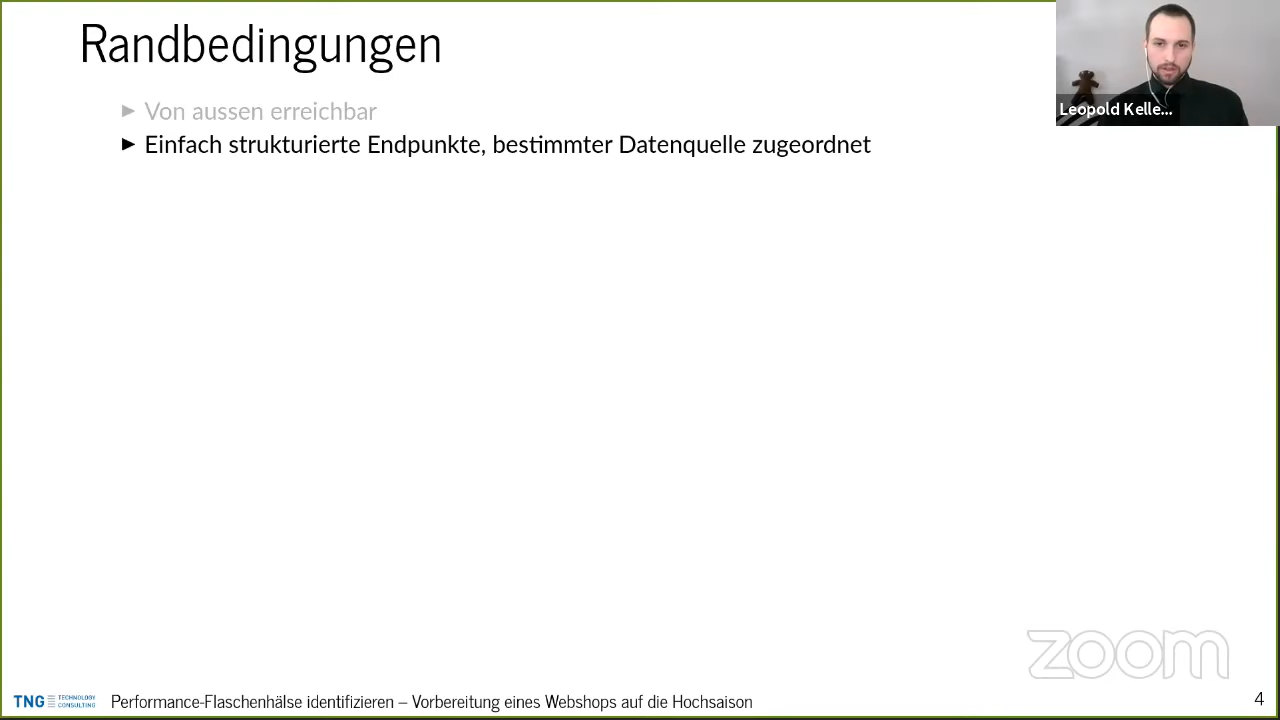 Randbedingungen
Von aussen erreichbar
Einfach strukturierte Endpunkte, bestimmter Datenquelle zugeordnet
Leopold Kelle...
zoom
TNG TECHNOLOGY CONSULTING
Performance-Flaschenhälse identifizieren – Vorbereitung eines Webshops auf die Hochsaison
4